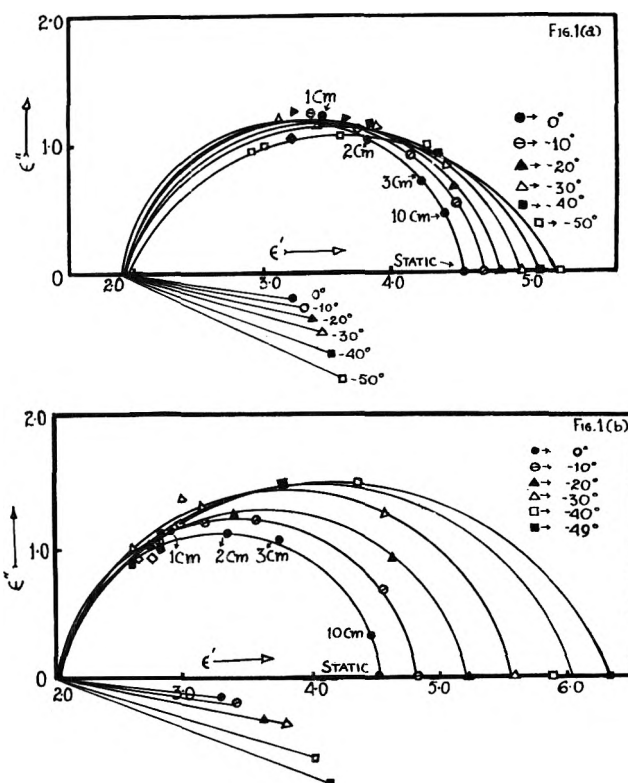 FIG.1(a)
2.0
1.0
0
ε"
1Cm
2Cm
3Cm
10Cm
STATIC
ε'
2.0 3.0 4.0 5.0
● → 0°
⊖ → -10°
▲ → -20°
△ → -30°
■ → -40°
□ → -50°
0°
-10°
-20°
-30°
-40°
-50°
FIG.1(b)
2.0
1.0
0
ε"
1Cm
2Cm
3Cm
10Cm
STATIC
ε'
2.0 3.0 4.0 5.0 6.0
● → 0°
⊖ → -10°
▲ → -20°
△ → -30°
□ → -40°
■ → -49°